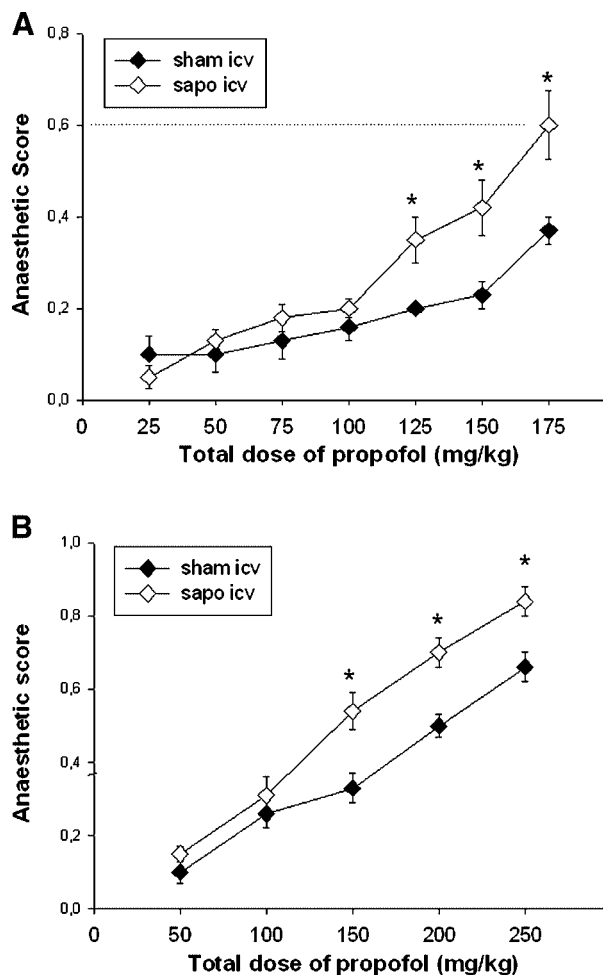 A
sham icv
sapo icv
Anaesthetic Score
0,8
0,6
0,4
0,2
0,0
* * *
0 25 50 75 100 125 150 175
Total dose of propofol (mg/kg)
B
sham icv
sapo icv
Anaesthetic score
1,0
0,8
0,6
0,4
0,2
0,0
* * *
0 50 100 150 200 250
Total dose of propofol (mg/kg)